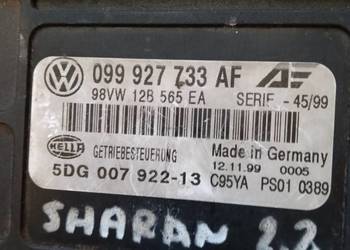 099 927 733 AF
98VW 12B 565 EA SERIE - 45/99
HELLA GETRIEBESTEUERUNG Made in Germany
12.11.99 0005
5DG 007 922-13 C95YA PS01 0389
SHARAN 2.2